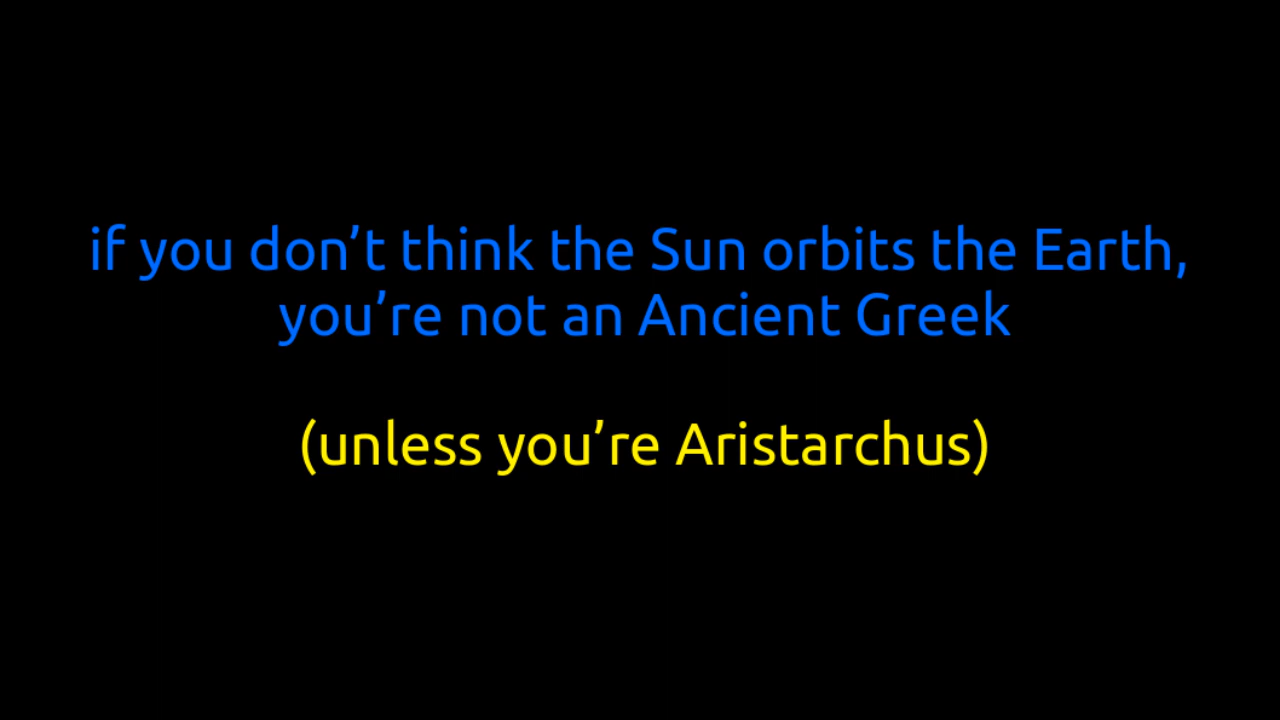 if you don’t think the Sun orbits the Earth,
you’re not an Ancient Greek
(unless you’re Aristarchus)